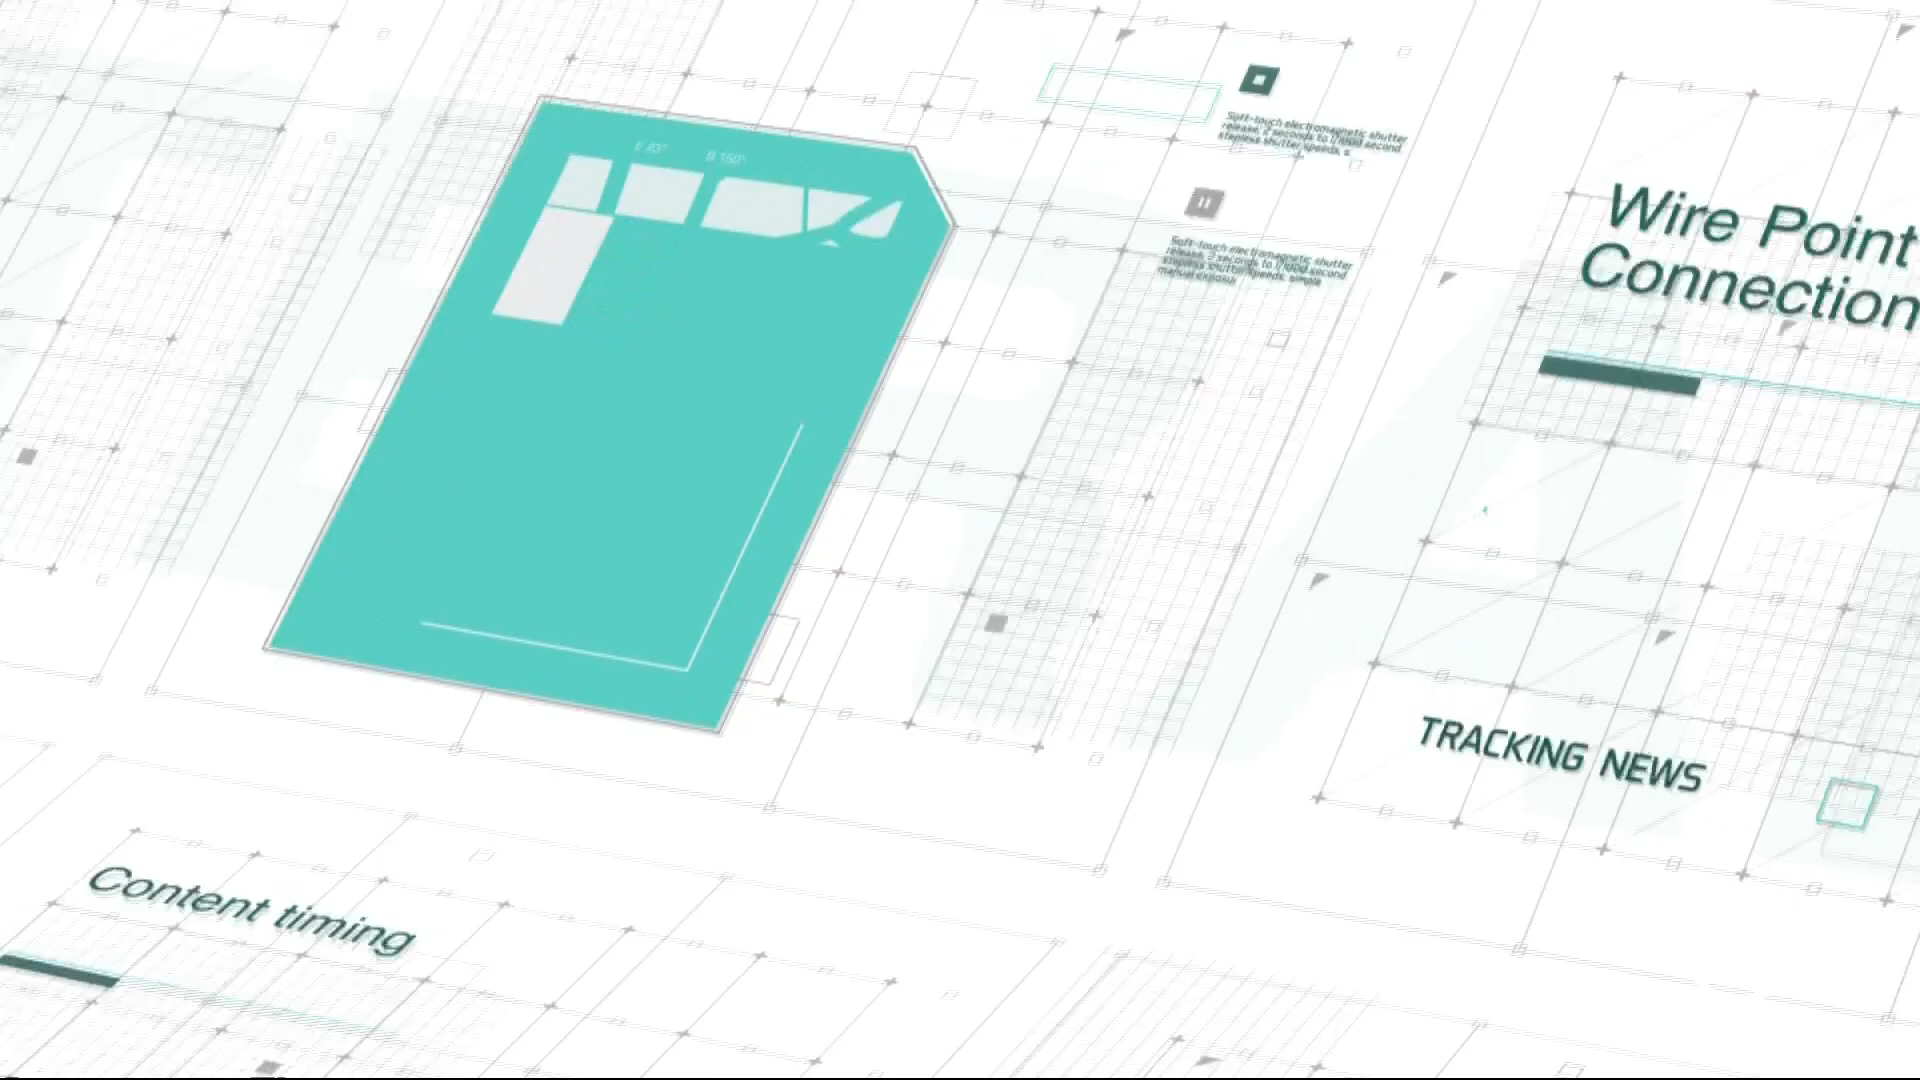 Soft-touch electromagnetic shutter
release, 2 seconds to 1/1000 second
stepless shutter speeds, s
Soft-touch electromagnetic shutter
release, 2 seconds to 1/1000 second
stepless shutter speeds, simple
manual exposu
Wire Point
Connection
TRACKING NEWS
Content timing